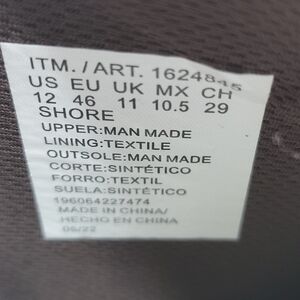 ITM./ART. 1624845
US EU UK MX CH
12 46 11 10.5 29
SHORE
UPPER:MAN MADE
LINING:TEXTILE
OUTSOLE:MAN MADE
CORTE:SINTÉTICO
FORRO:TEXTIL
SUELA:SINTÉTICO
196064227474
MADE IN CHINA/
HECHO EN CHINA
05/22